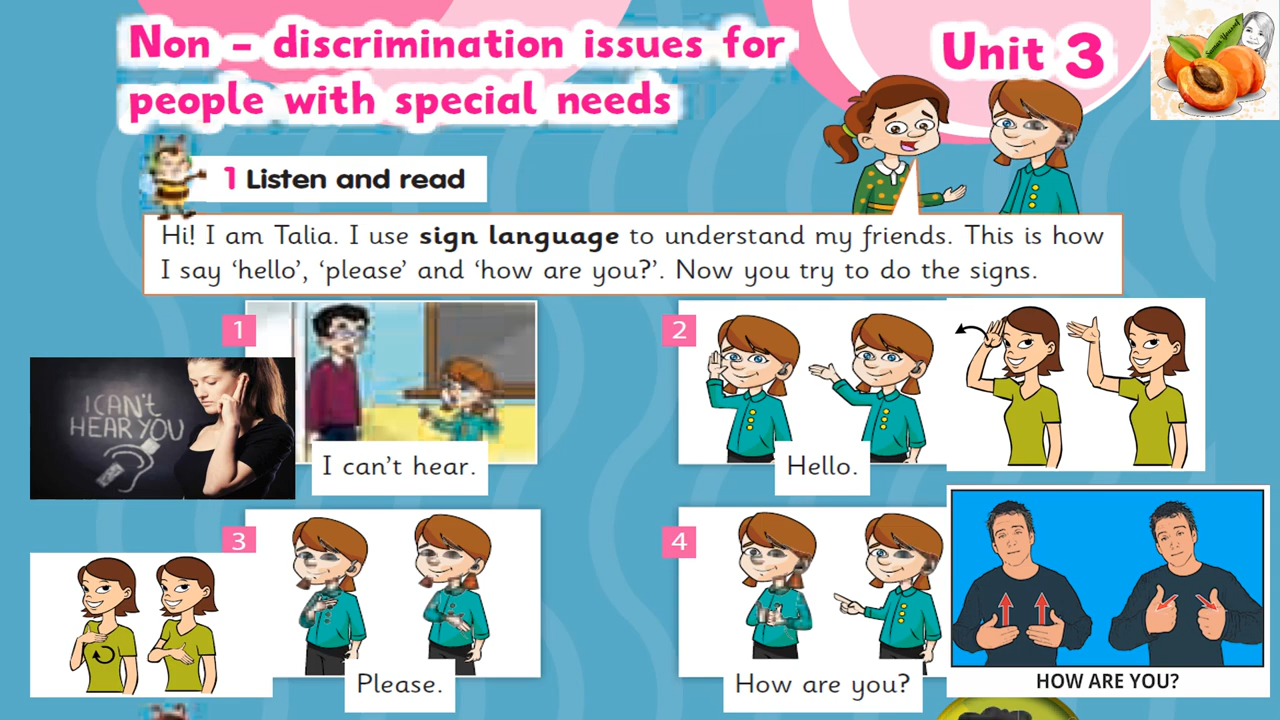 Non - discrimination issues for
people with special needs
Unit 3
1 Listen and read
Hi! I am Talia. I use sign language to understand my friends. This is how
I say 'hello', 'please' and 'how are you?'. Now you try to do the signs.
1
I CAN'T
HEAR YOU
I can't hear.
2
Hello.
3
Please.
4
How are you?
HOW ARE YOU?